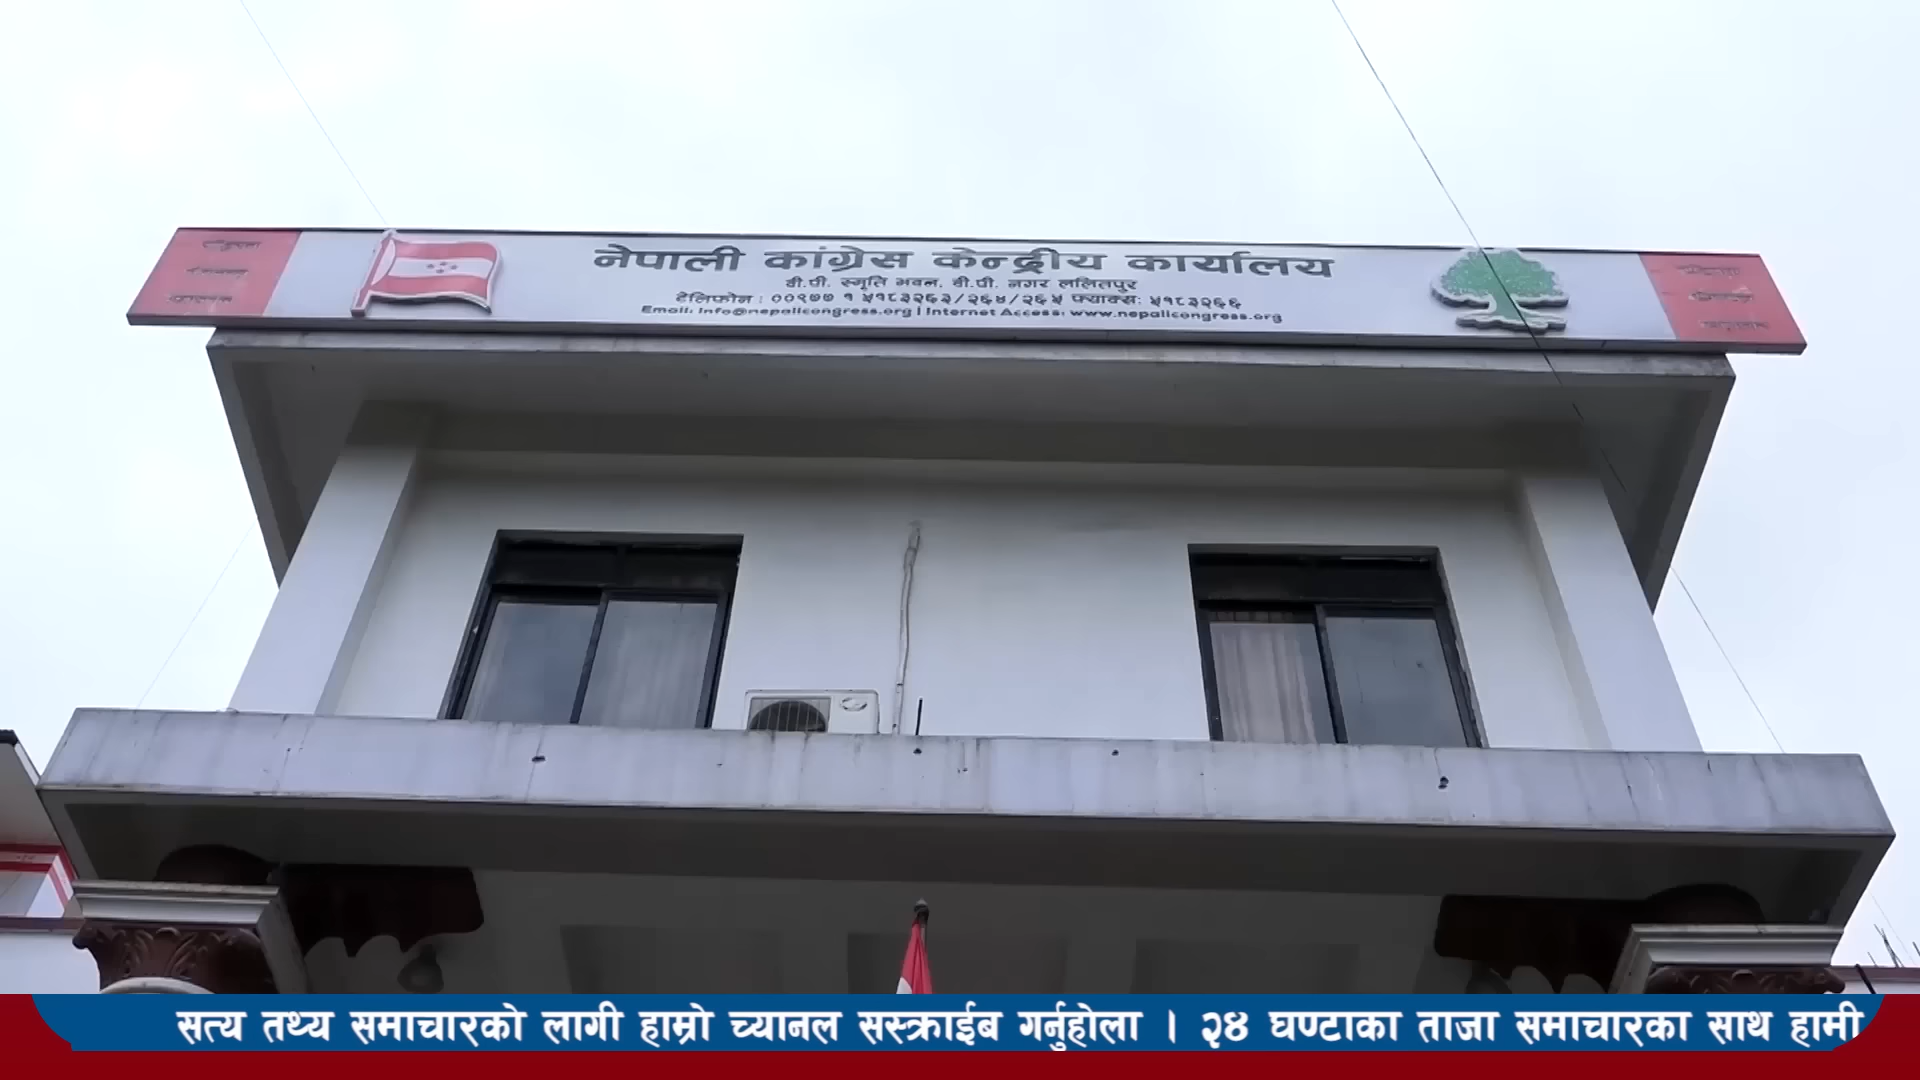 नेपाली कांग्रेस केन्द्रीय कार्यालय
बी.पी. स्मृति भवन, बी.पी. नगर ललितपुर
टेलिफोन : ००९७७ १ ५१८३२६३/२६४/२६५ फ्याक्स: ५१८३२६६
Email: info@nepalicongress.org | Internet Access: www.nepalicongress.org
सत्य तथ्य समाचारको लागी हाम्रो च्यानल सस्क्राईब गर्नुहोला । २४ घण्टाका ताजा समाचारका साथ हामी